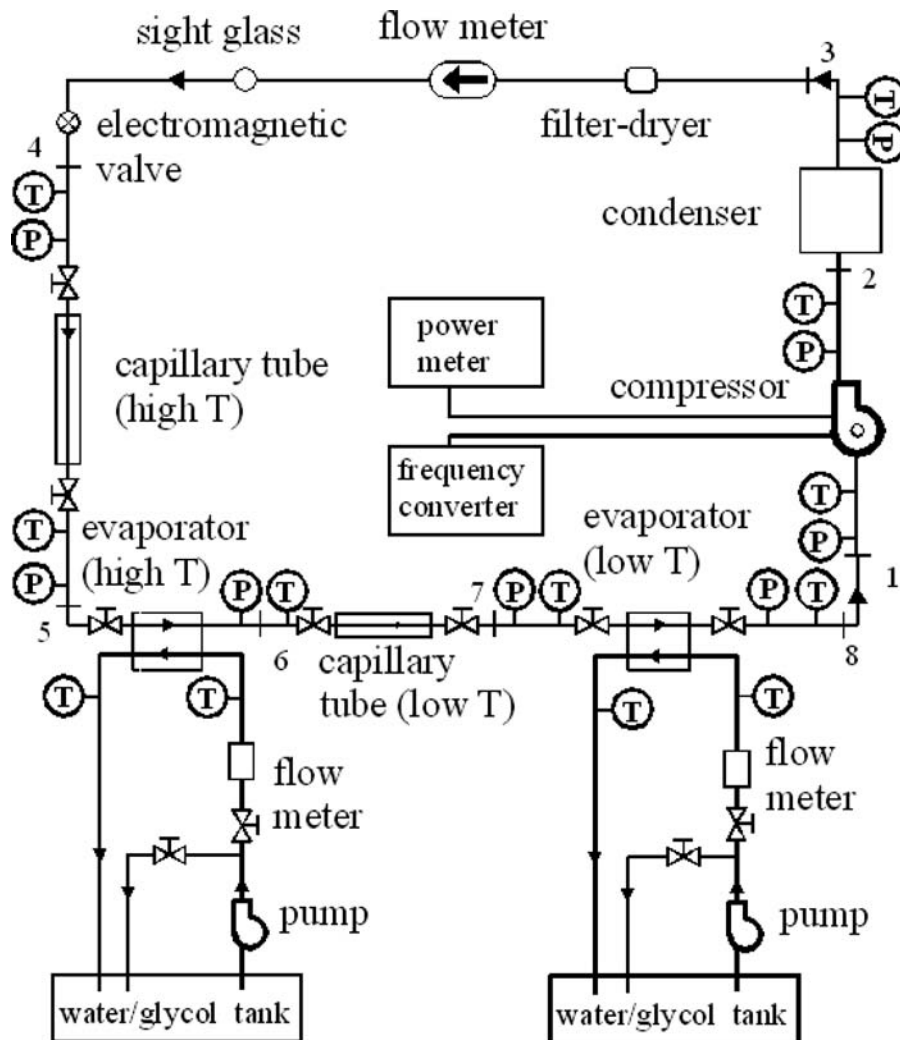 sight glass
flow meter
3
T
P
electromagnetic
valve
filter-dryer
4
T
P
condenser
2
T
P
power
meter
compressor
capillary tube
(high T)
frequency
converter
T
P
T
P
evaporator
(high T)
evaporator
(low T)
1
5
P
T
6
7
P
T
P
T
8
capillary
tube (low T)
T
T
T
T
flow
meter
flow
meter
pump
pump
water/glycol tank
water/glycol tank